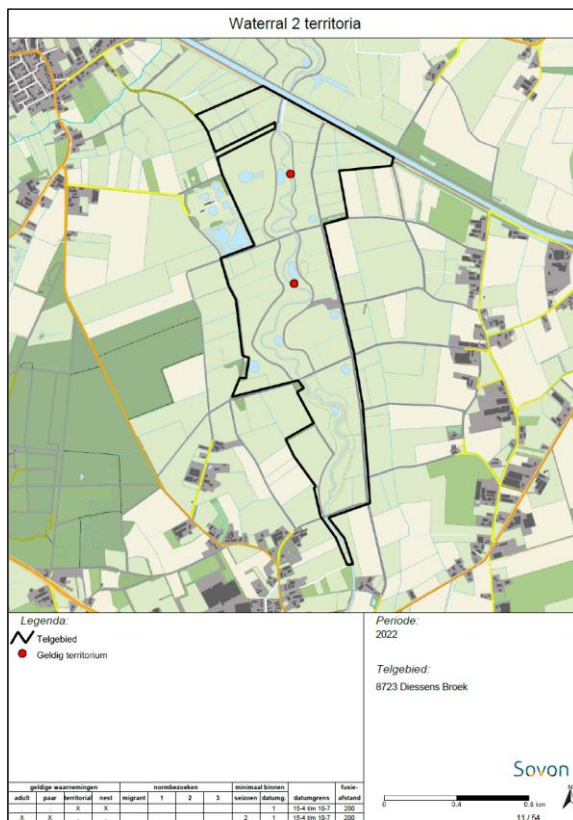 Waterral 2 territoria
Legenda:
Telgebied
Geldig territorium
Periode:
2022
Telgebied:
8723 Diessens Broek
Sovon
N
0 0.4 0.8 km
11 / 54
geldige waarnemingen normbezoeken minimaal binnen fusie-
adult paar territoriaal nest migrant 1 2 3 seizoen datumg. datumgrens afstand
. . X X . 1 15-4 t/m 10-7 200
X X . . 2 1 15-4 t/m 10-7 200